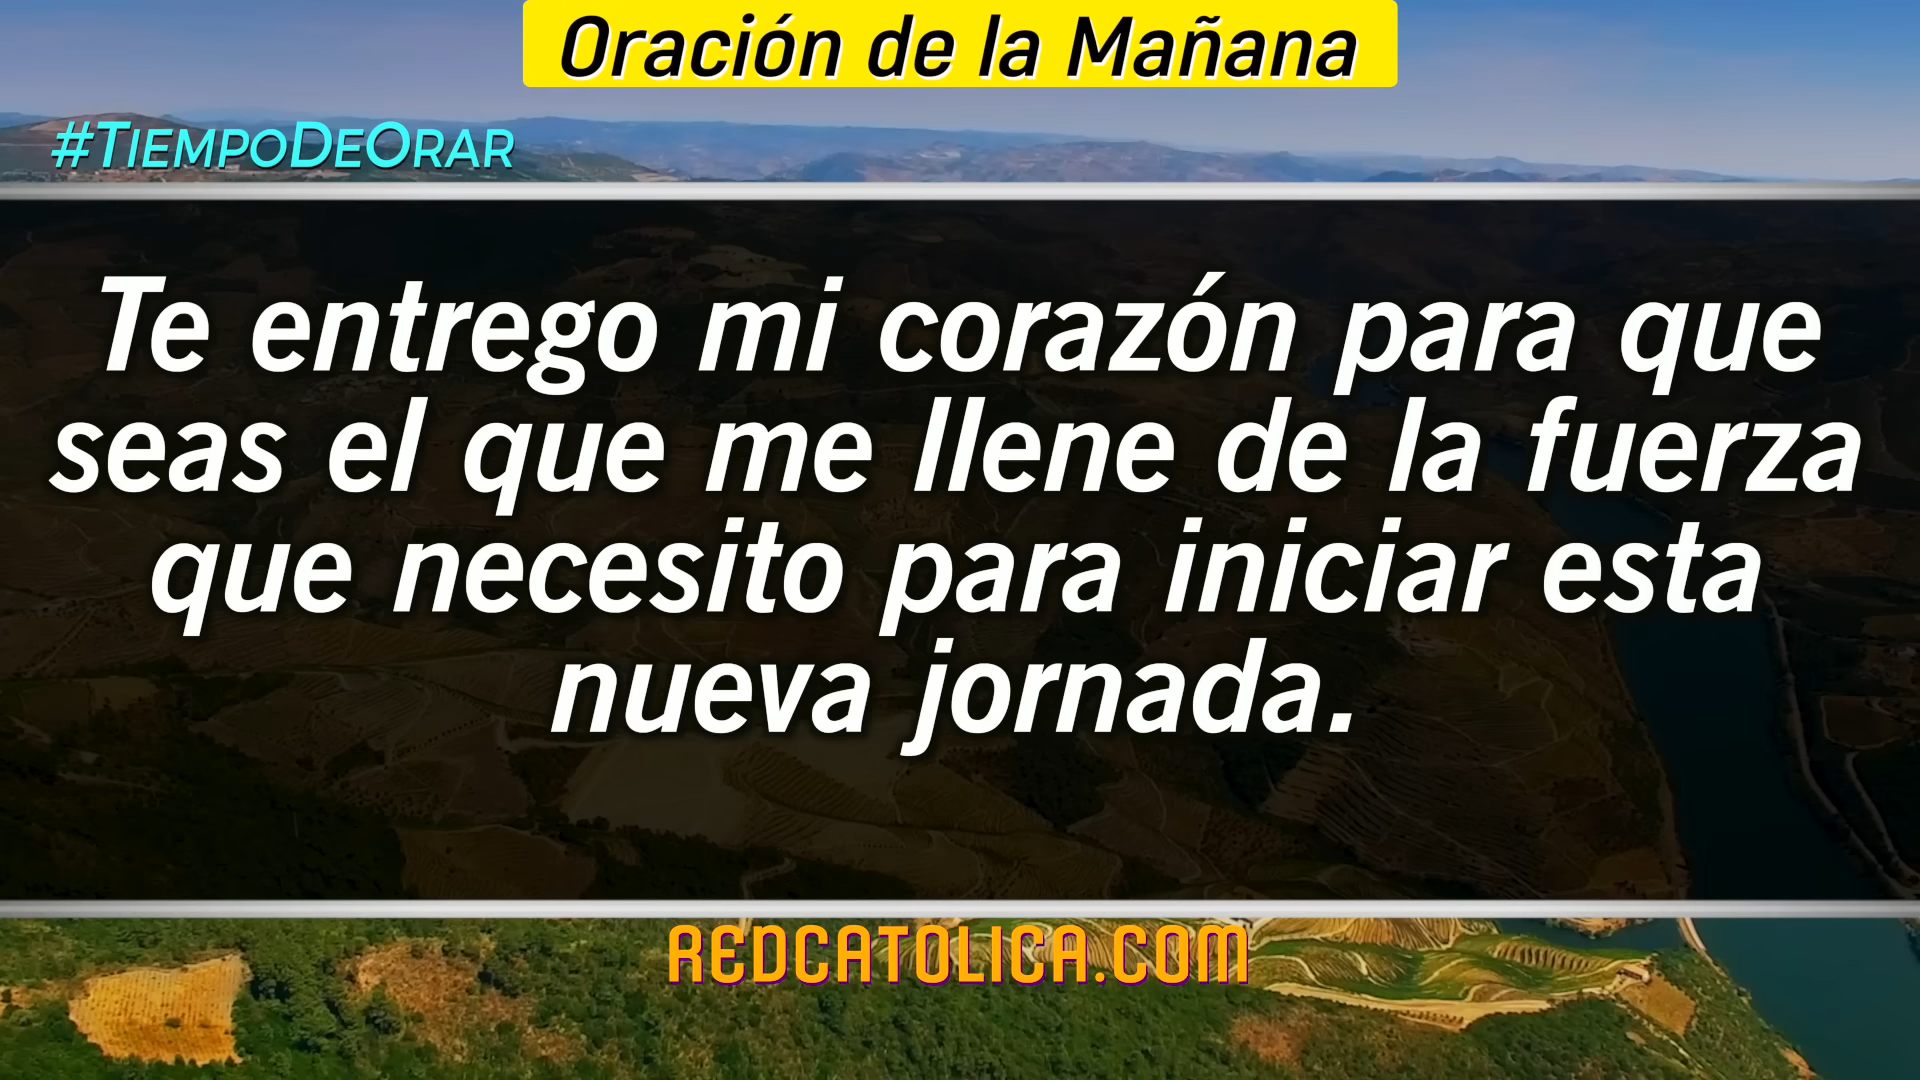 Oración de la Mañana
#TiempoDeOrar
Te entrego mi corazón para que
seas el que me llene de la fuerza
que necesito para iniciar esta
nueva jornada.
REDCATOLICA.COM